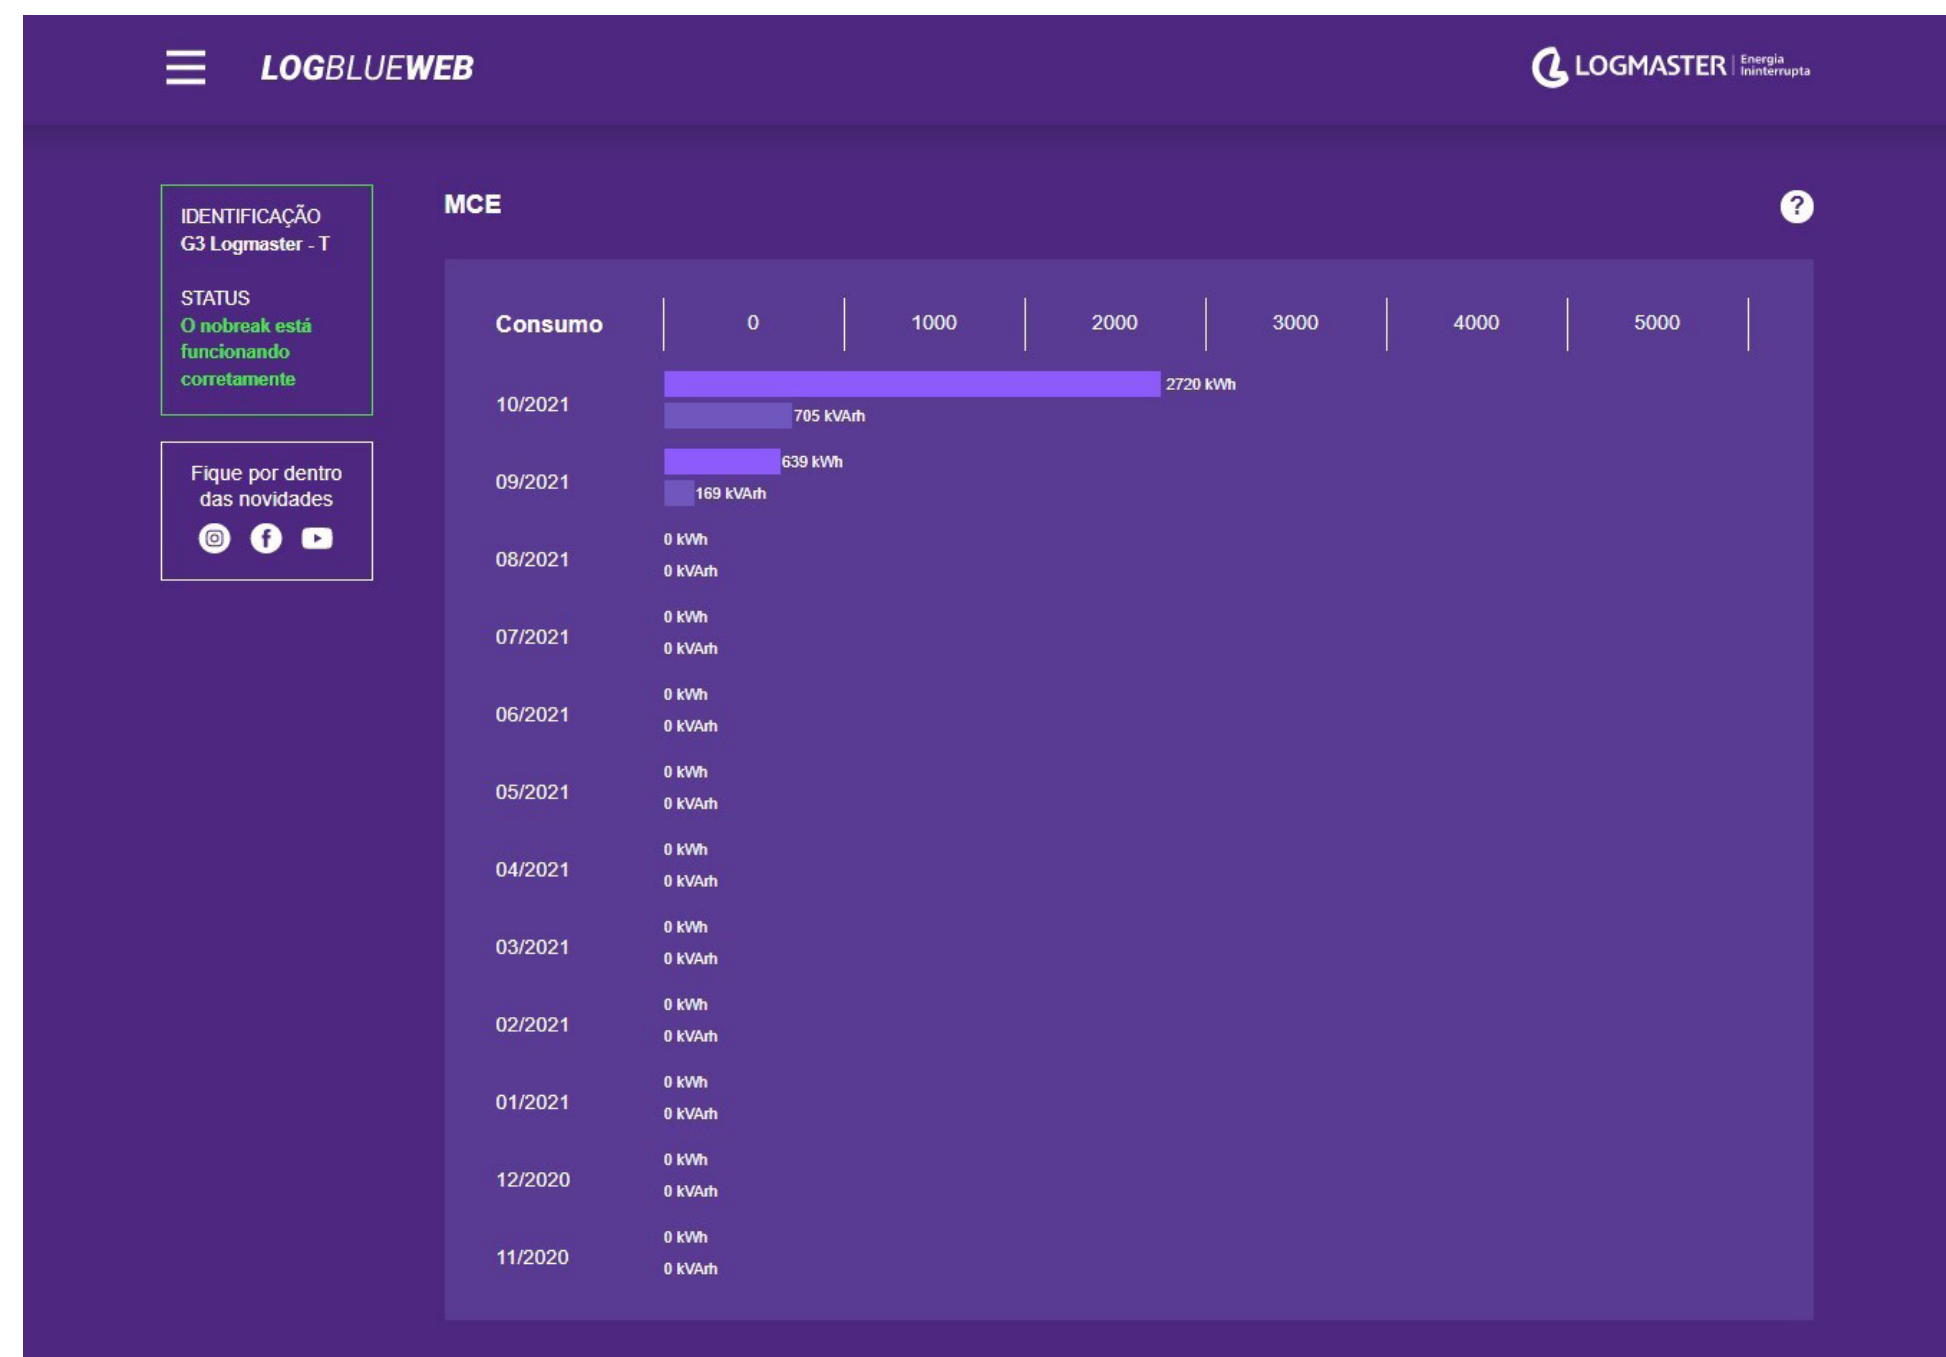 LOGBLUEWEB
LOGMASTER
Energia
Ininterrupta
IDENTIFICAÇÃO
G3 Logmaster - T
STATUS
O nobreak está
funcionando
corretamente
Fique por dentro
das novidades
MCE
?
Consumo 0 1000 2000 3000 4000 5000
10/2021
2720 kWh
705 kVArh
09/2021
639 kWh
169 kVArh
08/2021
0 kWh
0 kVArh
07/2021
0 kWh
0 kVArh
06/2021
0 kWh
0 kVArh
05/2021
0 kWh
0 kVArh
04/2021
0 kWh
0 kVArh
03/2021
0 kWh
0 kVArh
02/2021
0 kWh
0 kVArh
01/2021
0 kWh
0 kVArh
12/2020
0 kWh
0 kVArh
11/2020
0 kWh
0 kVArh